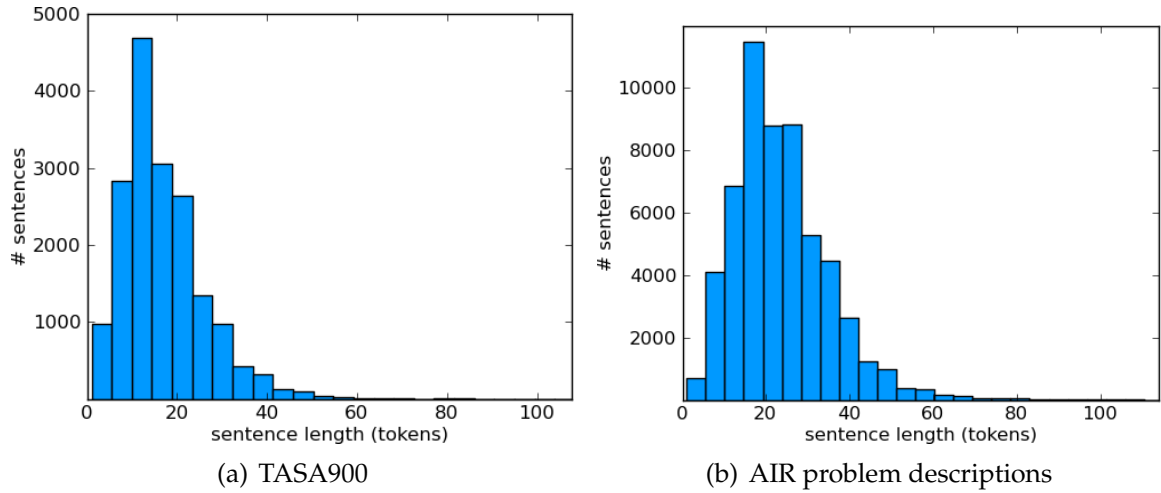 5000
4000
3000
2000
1000
0 20 40 60 80 100
# sentences
sentence length (tokens)
(a) TASA900
10000
8000
6000
4000
2000
0 20 40 60 80 100
# sentences
sentence length (tokens)
(b) AIR problem descriptions